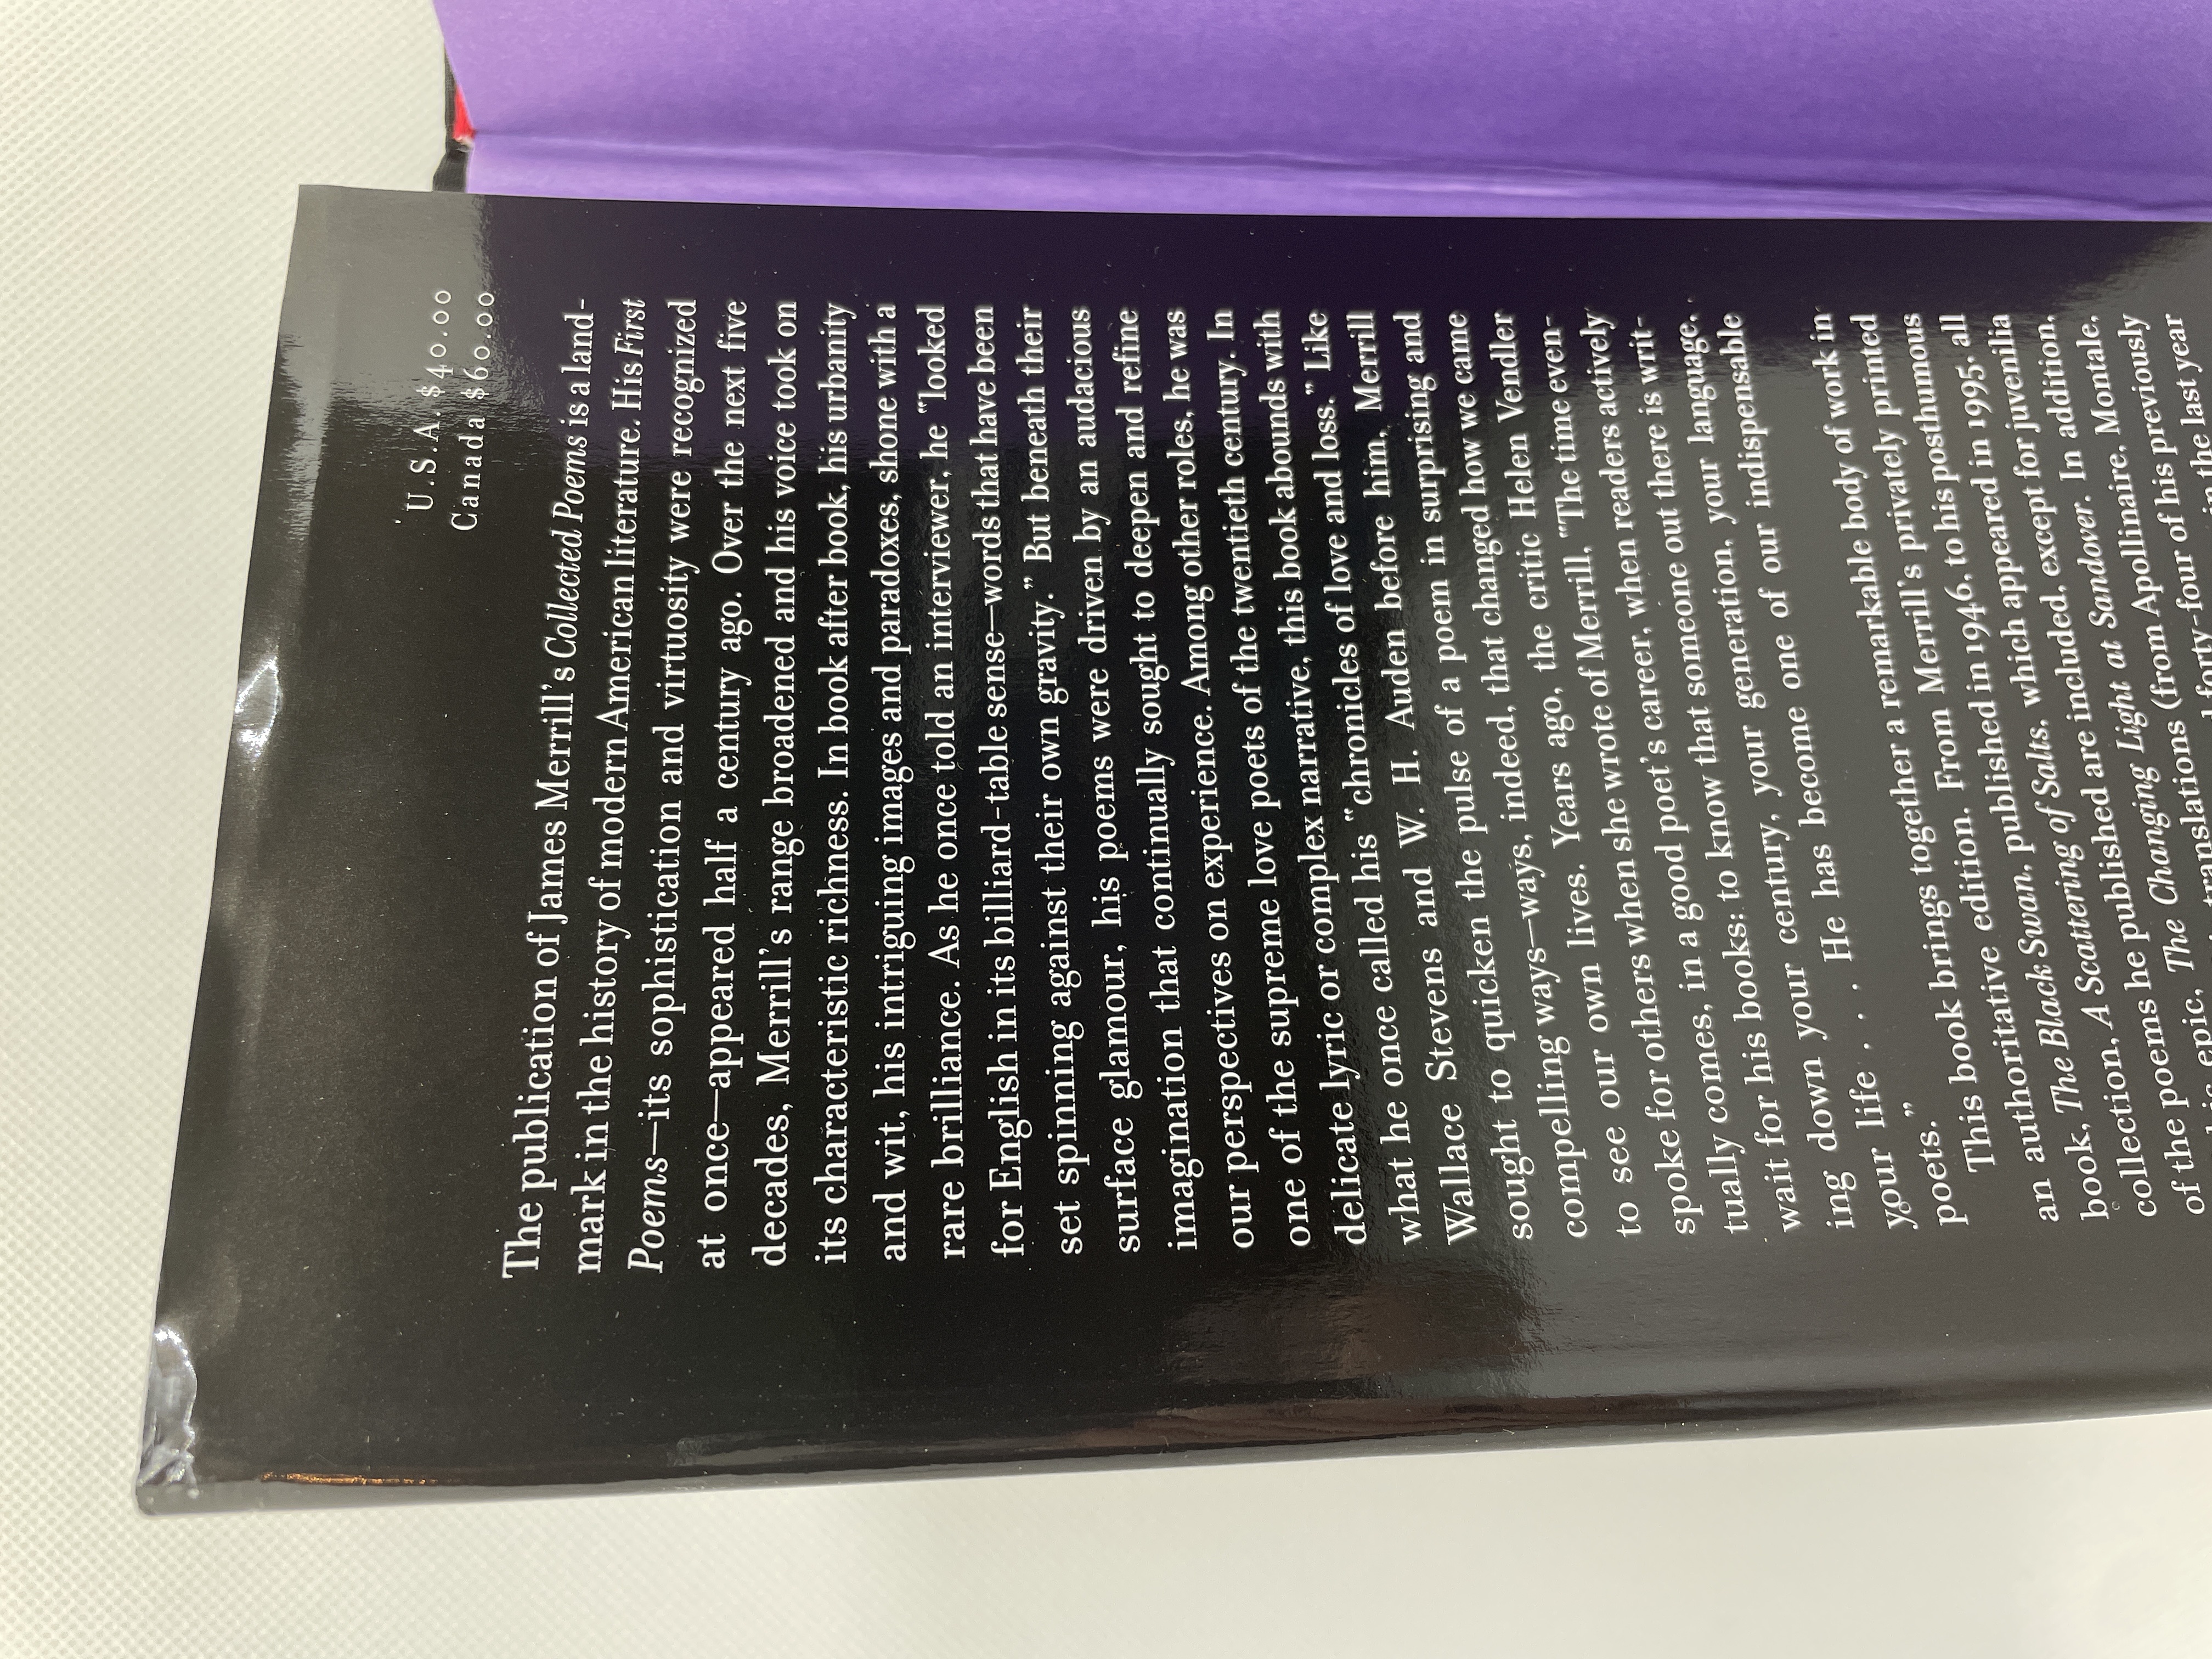 U.S.A. $40.00
Canada $60.00
The publication of James Merrill's Collected Poems is a land-
mark in the history of modern American literature. His First
Poems—its sophistication and virtuosity were recognized
at once—appeared half a century ago. Over the next five
decades, Merrill's range broadened and his voice took on
its characteristic richness. In book after book, his urbanity
and wit, his intriguing images and paradoxes, shone with a
rare brilliance. As he once told an interviewer, he "looked
for English in its billiard-table sense—words that have been
set spinning against their own gravity." But beneath their
surface glamour, his poems were driven by an audacious
imagination that continually sought to deepen and refine
our perspectives on experience. Among other roles, he was
one of the supreme love poets of the twentieth century. In
delicate lyric or complex narrative, this book abounds with
what he once called his "chronicles of love and loss." Like
Wallace Stevens and W. H. Auden before him, Merrill
sought to quicken the pulse of a poem in surprising and
compelling ways—ways, indeed, that changed how we came
to see our own lives. Years ago, the critic Helen Vendler
spoke for others when she wrote of Merrill, "The time even-
tually comes, in a good poet's career, when readers actively
wait for his books: to know that someone out there is writ-
ing down your century, your generation, your language,
your life . . . He has become one of our indispensable
poets."
This book brings together a remarkable body of work in
an authoritative edition. From Merrill's privately printed
book, The Black Swan, published in 1946, to his posthumous
collection, A Scattering of Salts, which appeared in 1995, all
of the poems he published are included, except for juvenilia
epic, The Changing Light at Sandover. In addition,
translations (from Apollinaire, Montale,
forty-four of his previously
in the last year